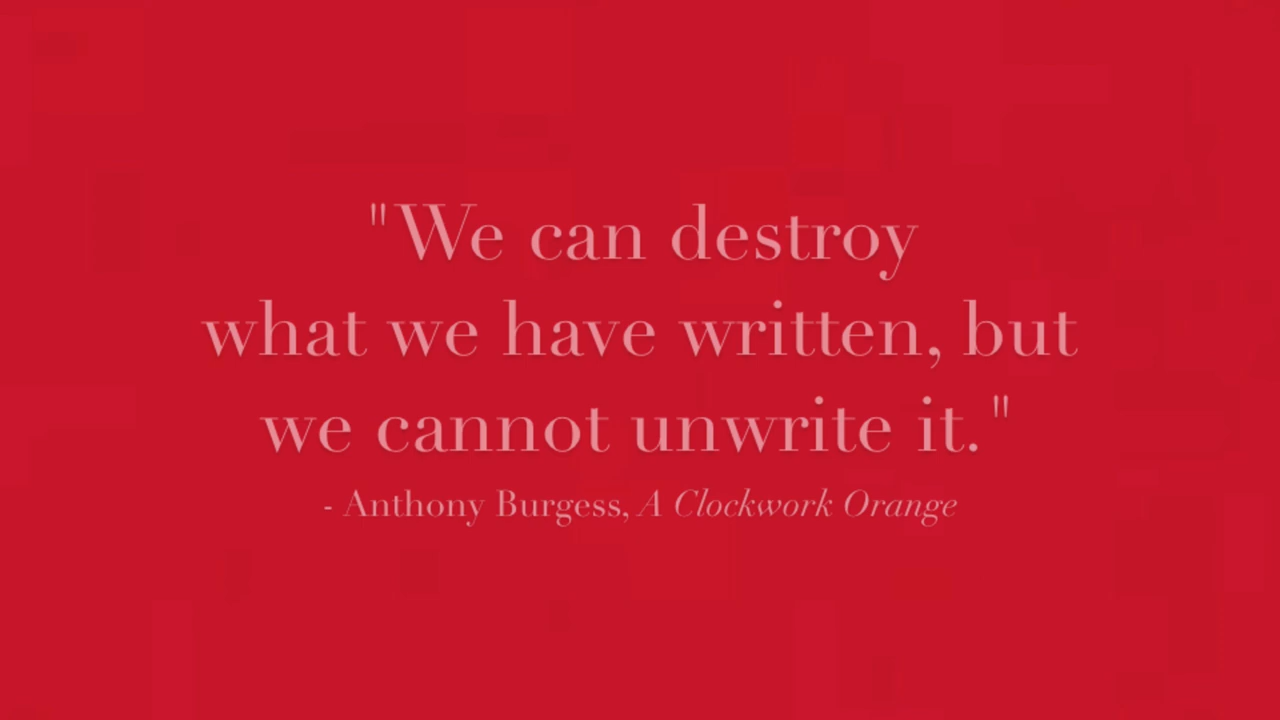 "We can destroy
what we have written, but
we cannot unwrite it."
- Anthony Burgess, A Clockwork Orange